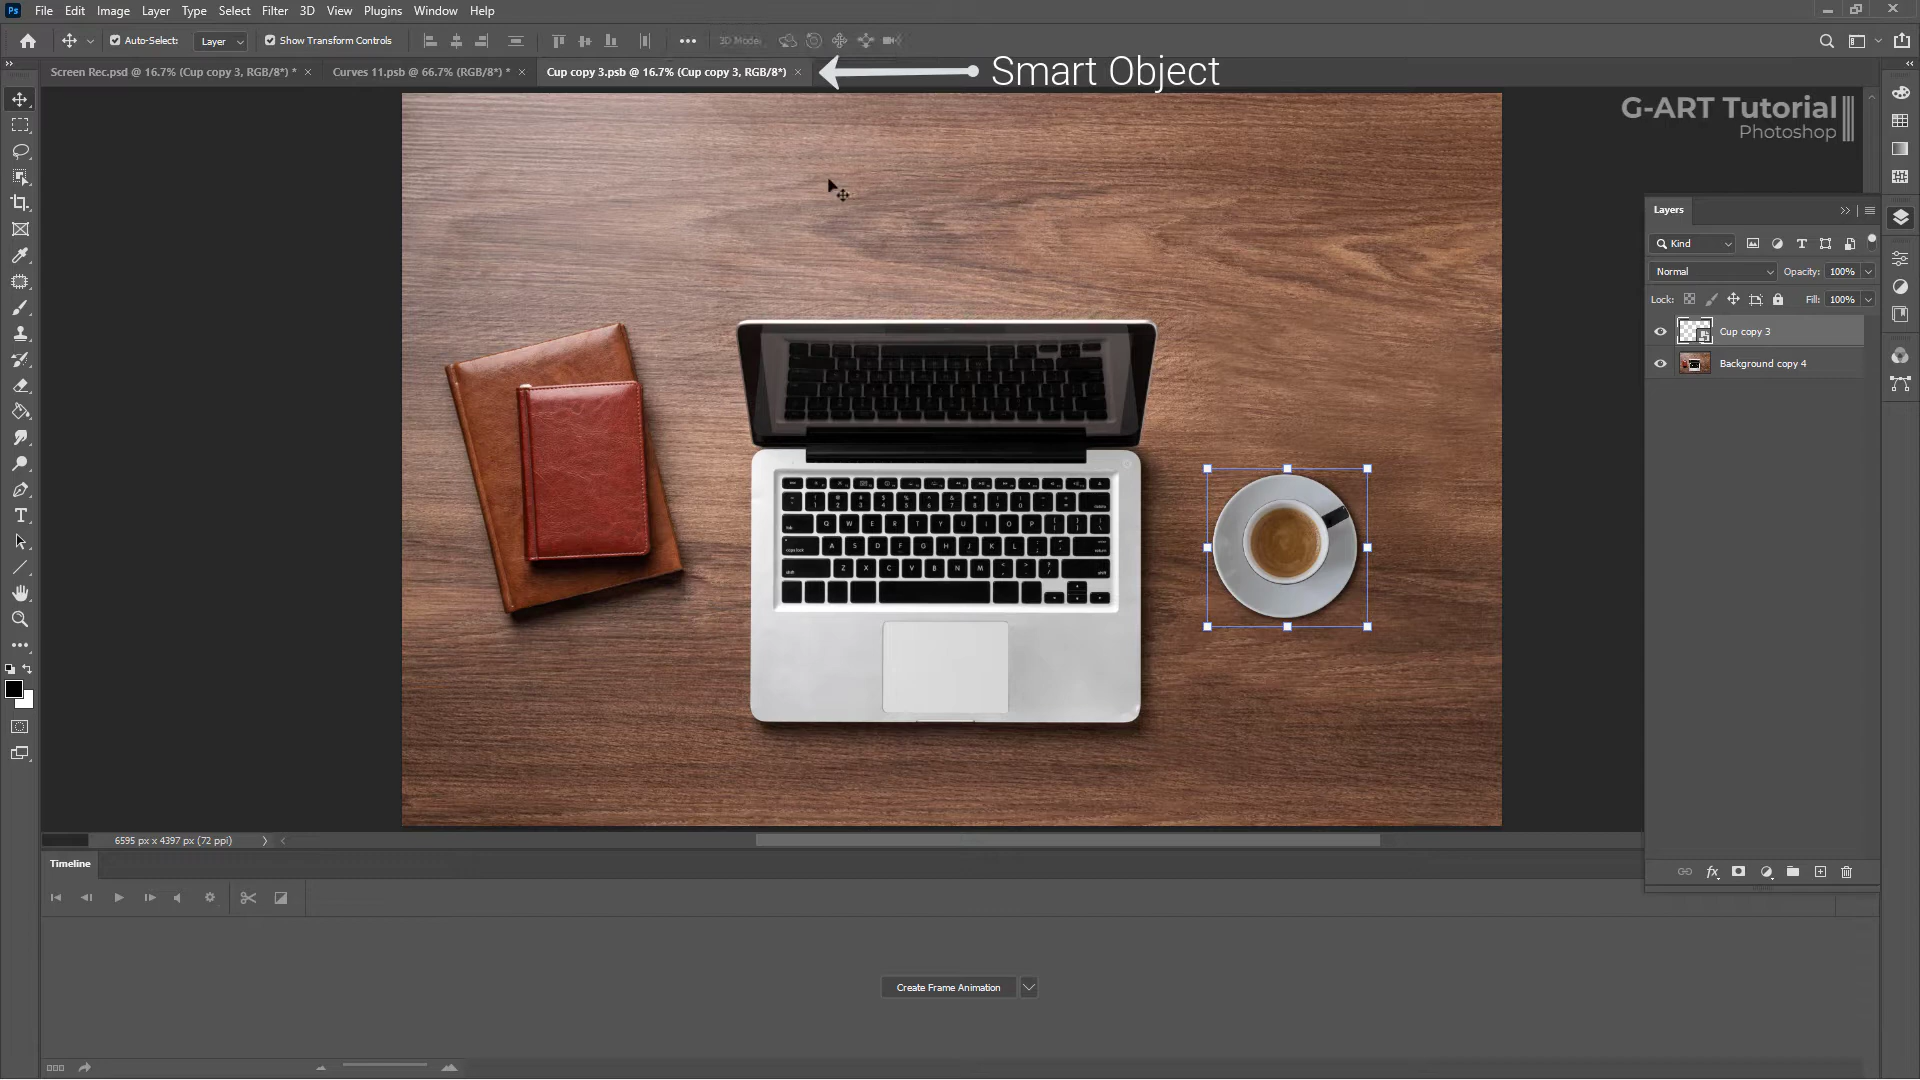 Ps File Edit Image Layer Type Select Filter 3D View Plugins Window Help
Auto-Select: Layer Show Transform Controls 3D Mode:
Screen Rec.psd @ 16.7% (Cup copy 3, RGB/8*) * Curves 11.psb @ 66.7% (RGB/8*) * Cup copy 3.psb @ 16.7% (Cup copy 3, RGB/8*)
Smart Object
G-ART Tutorial
Photoshop
Layers
Kind
Normal Opacity: 100%
Lock: Fill: 100%
Cup copy 3
Background copy 4
Q W E R T Y U I O P
A S D F G H J K L
Z X C V B N M
6595 px x 4397 px (72 ppi)
Timeline
Create Frame Animation